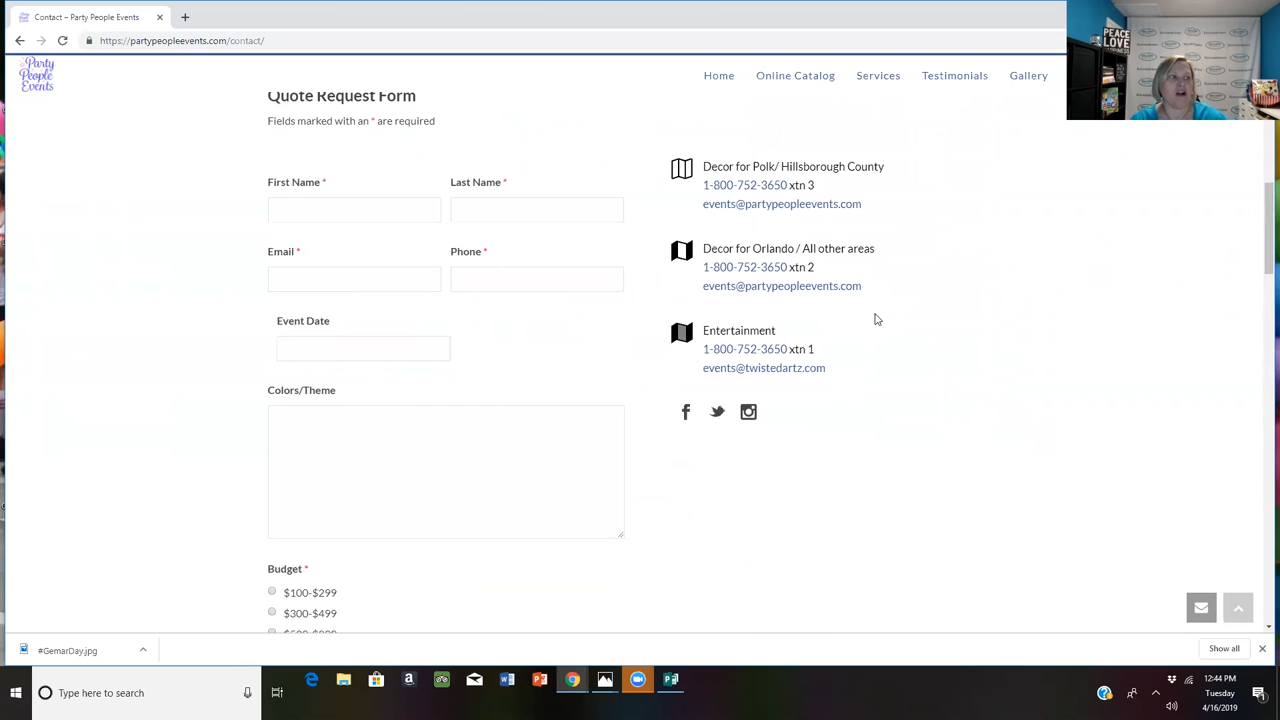 Contact – Party People Events
https://partypeopleevents.com/contact/
Party
People
Events
Home
Online Catalog
Services
Testimonials
Gallery
PEACE
LOVE
Quote Request Form
Fields marked with an * are required
First Name *
Last Name *
Email *
Phone *
Event Date
Colors/Theme
Budget *
$100-$299
$300-$499
Decor for Polk/ Hillsborough County
1-800-752-3650 xtn 3
events@partypeopleevents.com
Decor for Orlando / All other areas
1-800-752-3650 xtn 2
events@partypeopleevents.com
Entertainment
1-800-752-3650 xtn 1
events@twistedartz.com
#GemarDay.jpg
Show all
Type here to search
12:44 PM
Tuesday
4/16/2019